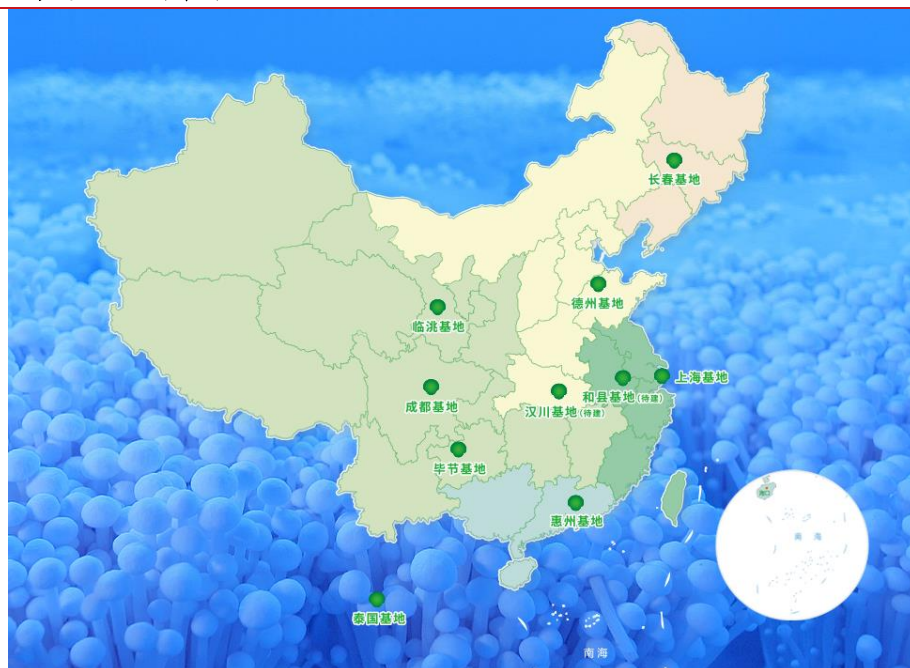 长春基地
德州基地
临洮基地
上海基地
和县基地(待建)
成都基地
汉川基地(待建)
毕节基地
惠州基地
南 海
泰国基地
南海